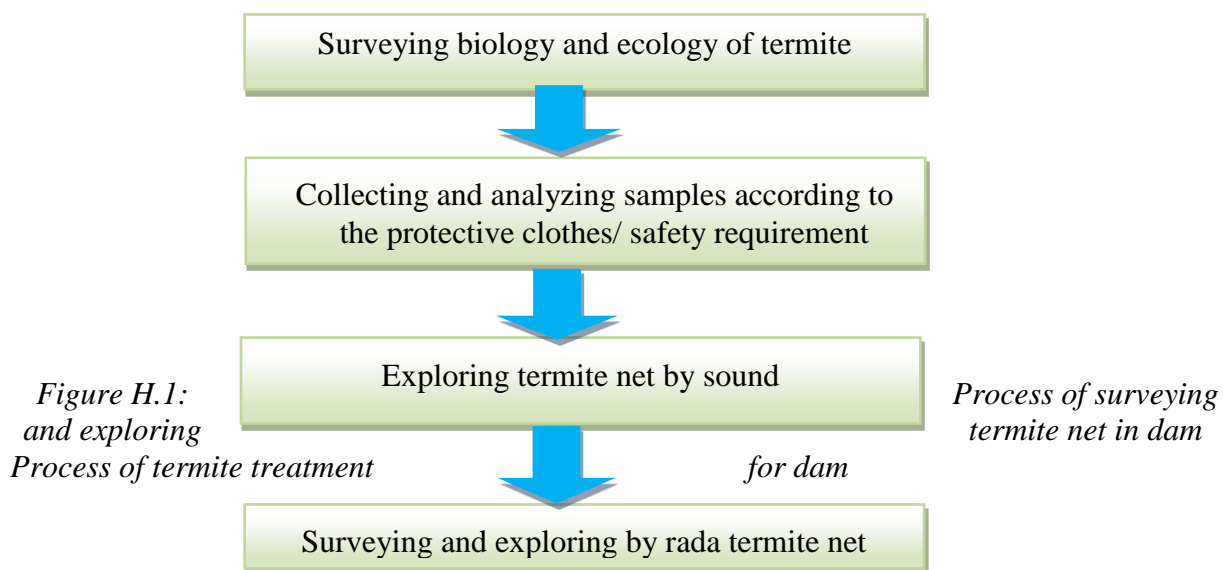 Surveying biology and ecology of termite
Collecting and analyzing samples according to
the protective clothes/ safety requirement
Exploring termite net by sound
Figure H.1: Process of surveying
and exploring termite net in dam
Process of termite treatment for dam
Surveying and exploring by rada termite net